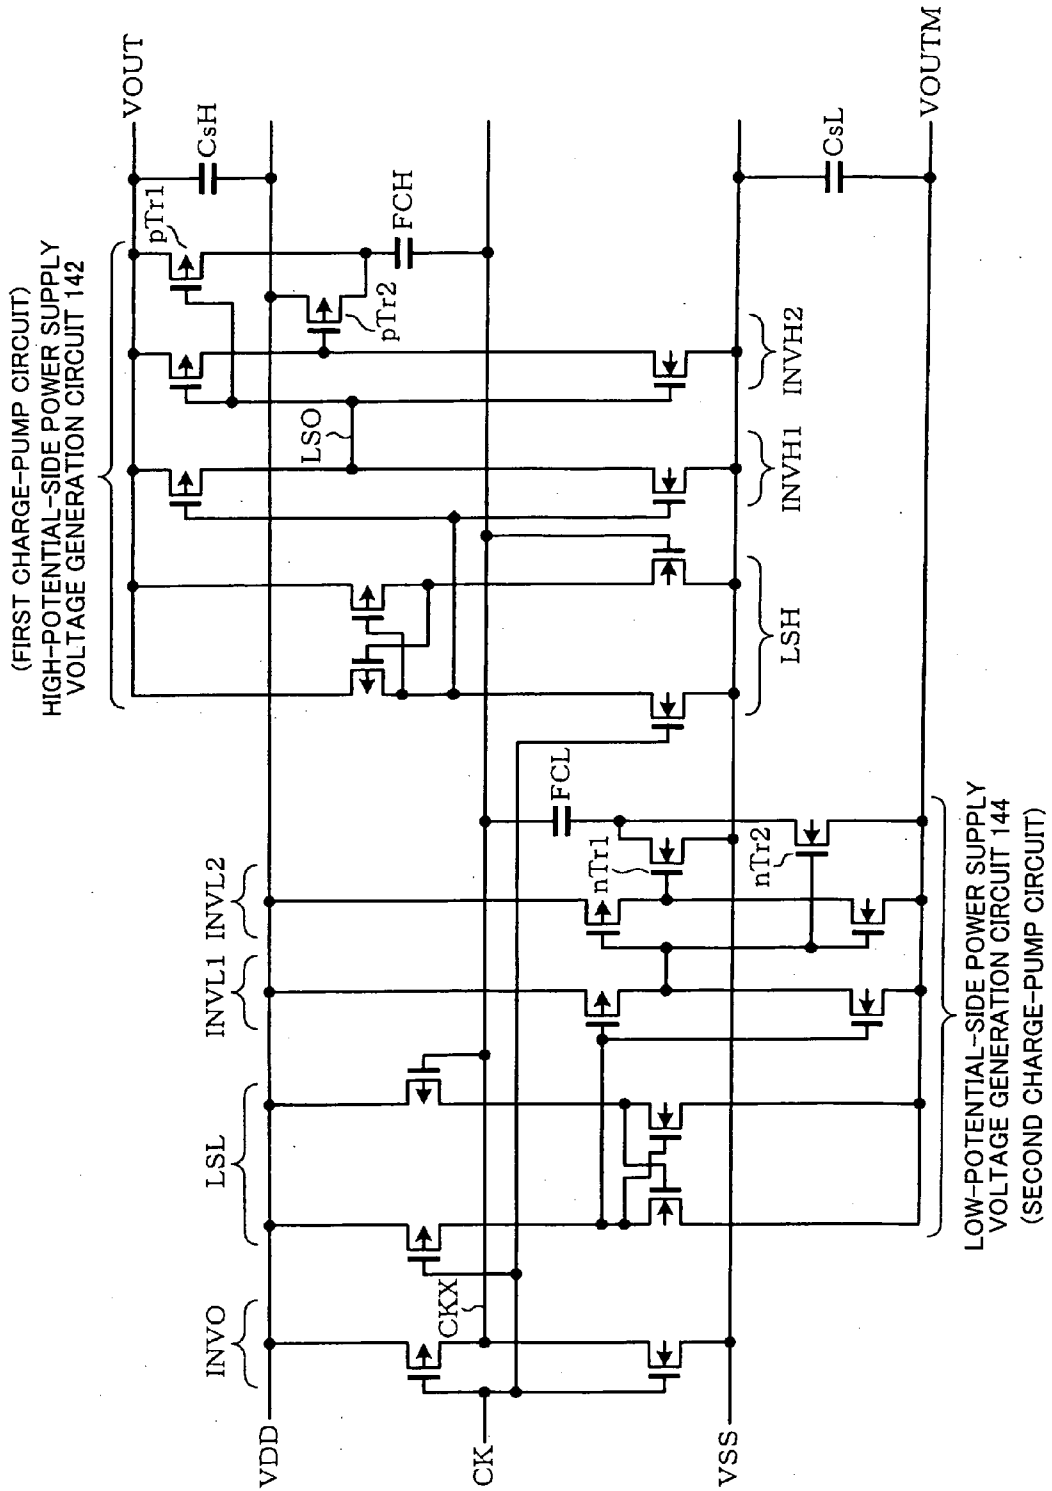 (FIRST CHARGE-PUMP CIRCUIT)
HIGH-POTENTIAL-SIDE POWER SUPPLY
VOLTAGE GENERATION CIRCUIT 142
VOUT
CsH
pTr1
FCH
pTr2
LSO
INVH2
INVH1
LSH
CsL
VOUTM
FCL
nTr1
nTr2
INVL2
INVL1
LSL
INVO
CKX
VDD
CK
VSS
LOW-POTENTIAL-SIDE POWER SUPPLY
VOLTAGE GENERATION CIRCUIT 144
(SECOND CHARGE-PUMP CIRCUIT)